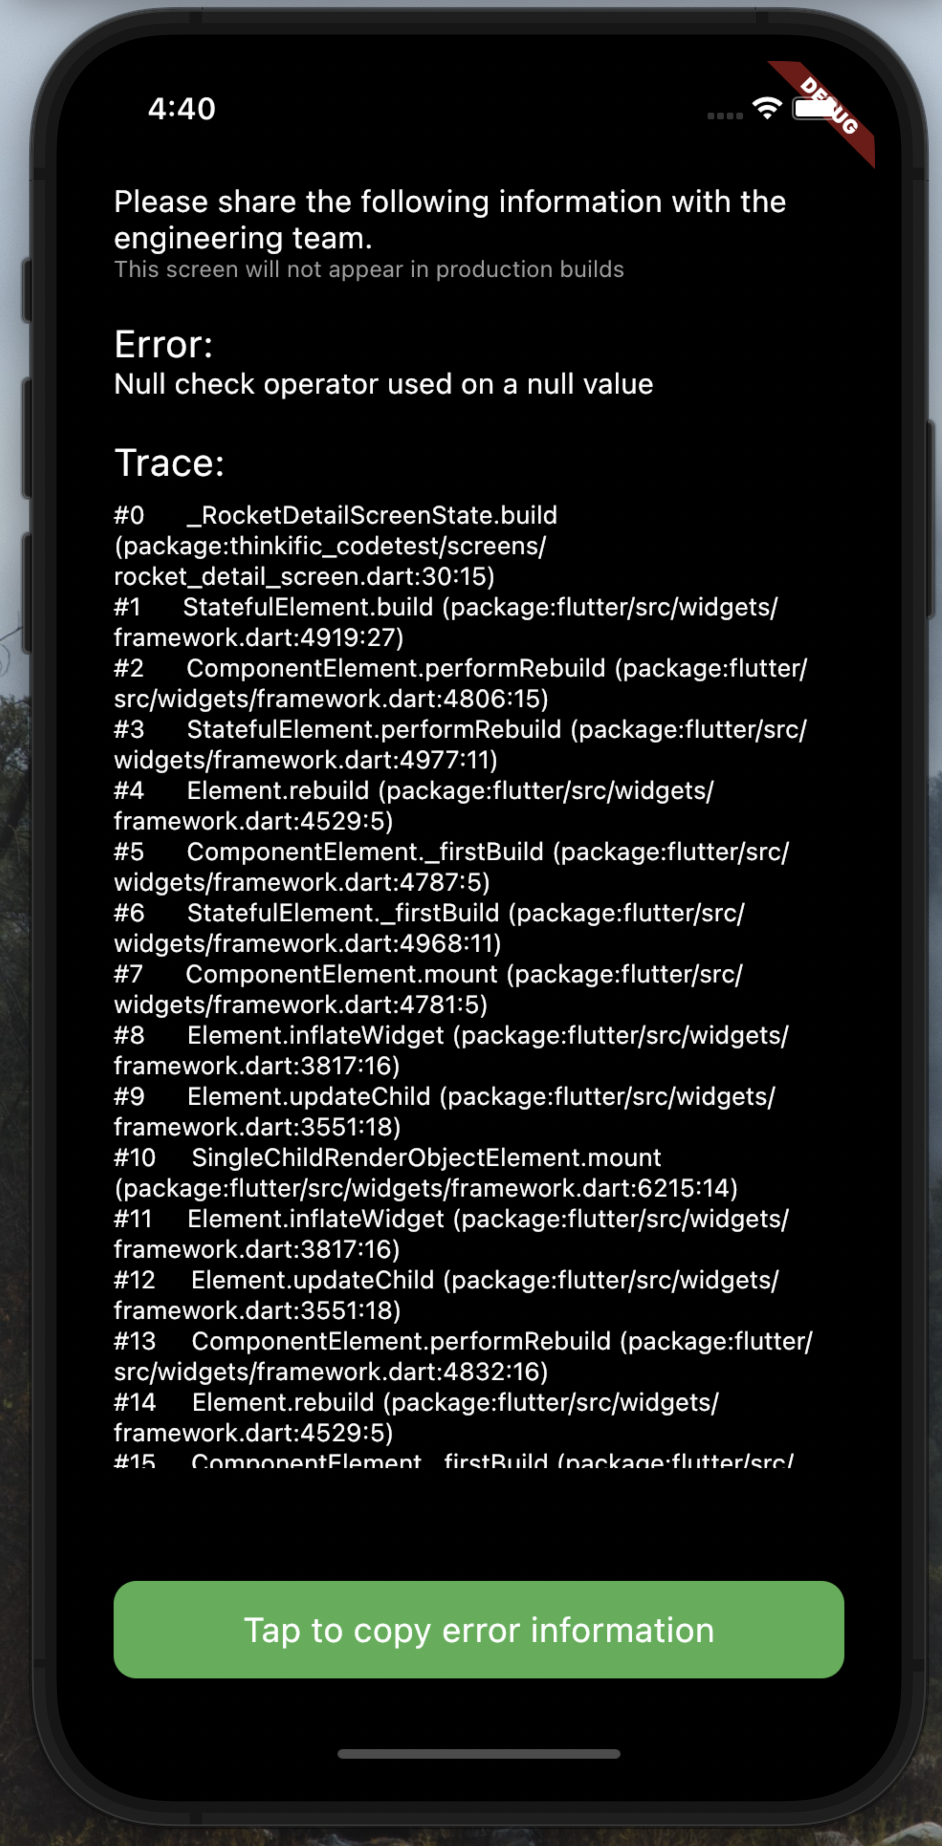 4:40
DEBUG
Please share the following information with the
engineering team.
This screen will not appear in production builds
Error:
Null check operator used on a null value
Trace:
#0 _RocketDetailScreenState.build
(package:thinkific_codetest/screens/
rocket_detail_screen.dart:30:15)
#1 StatefulElement.build (package:flutter/src/widgets/
framework.dart:4919:27)
#2 ComponentElement.performRebuild (package:flutter/
src/widgets/framework.dart:4806:15)
#3 StatefulElement.performRebuild (package:flutter/src/
widgets/framework.dart:4977:11)
#4 Element.rebuild (package:flutter/src/widgets/
framework.dart:4529:5)
#5 ComponentElement._firstBuild (package:flutter/src/
widgets/framework.dart:4787:5)
#6 StatefulElement._firstBuild (package:flutter/src/
widgets/framework.dart:4968:11)
#7 ComponentElement.mount (package:flutter/src/
widgets/framework.dart:4781:5)
#8 Element.inflateWidget (package:flutter/src/widgets/
framework.dart:3817:16)
#9 Element.updateChild (package:flutter/src/widgets/
framework.dart:3551:18)
#10 SingleChildRenderObjectElement.mount
(package:flutter/src/widgets/framework.dart:6215:14)
#11 Element.inflateWidget (package:flutter/src/widgets/
framework.dart:3817:16)
#12 Element.updateChild (package:flutter/src/widgets/
framework.dart:3551:18)
#13 ComponentElement.performRebuild (package:flutter/
src/widgets/framework.dart:4832:16)
#14 Element.rebuild (package:flutter/src/widgets/
framework.dart:4529:5)
#15 ComponentElement._firstBuild (package:flutter/src/
Tap to copy error information